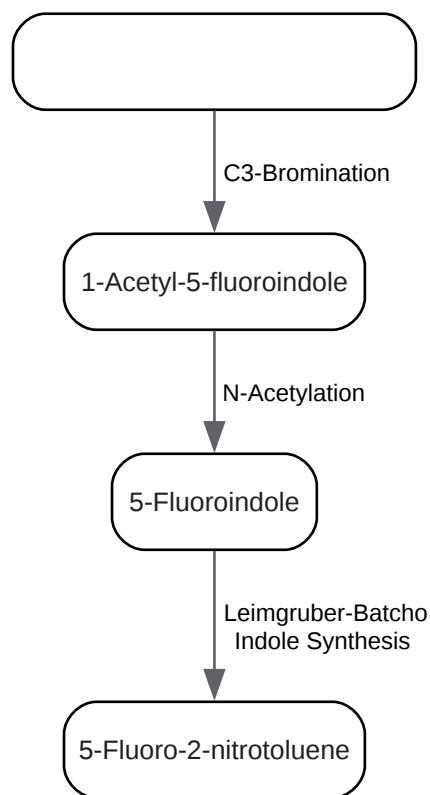 C3-Bromination
1-Acetyl-5-fluoroindole
N-Acetylation
5-Fluoroindole
Leimgruber-Batcho
Indole Synthesis
5-Fluoro-2-nitrotoluene